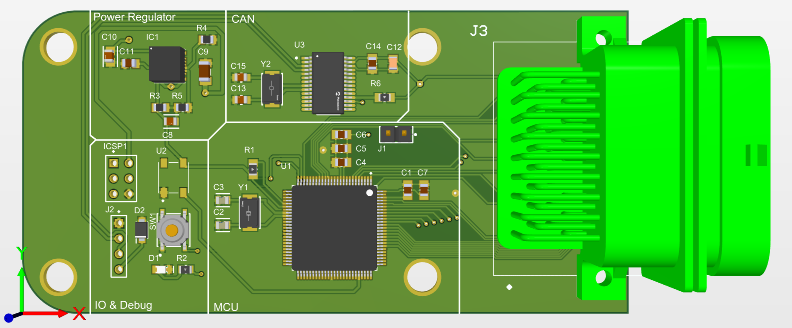 Power Regulator
CAN
J3
R4
C10
IC1
C11
C9
U3
C14
C12
C15
Y2
C13
R6
R3
R5
C8
C6
J1
C5
C4
ICSP1
U2
R1
U1
C1
C7
C3
Y1
C2
J2
D2
SW1
D1
R2
IO & Debug
MCU
Y
X